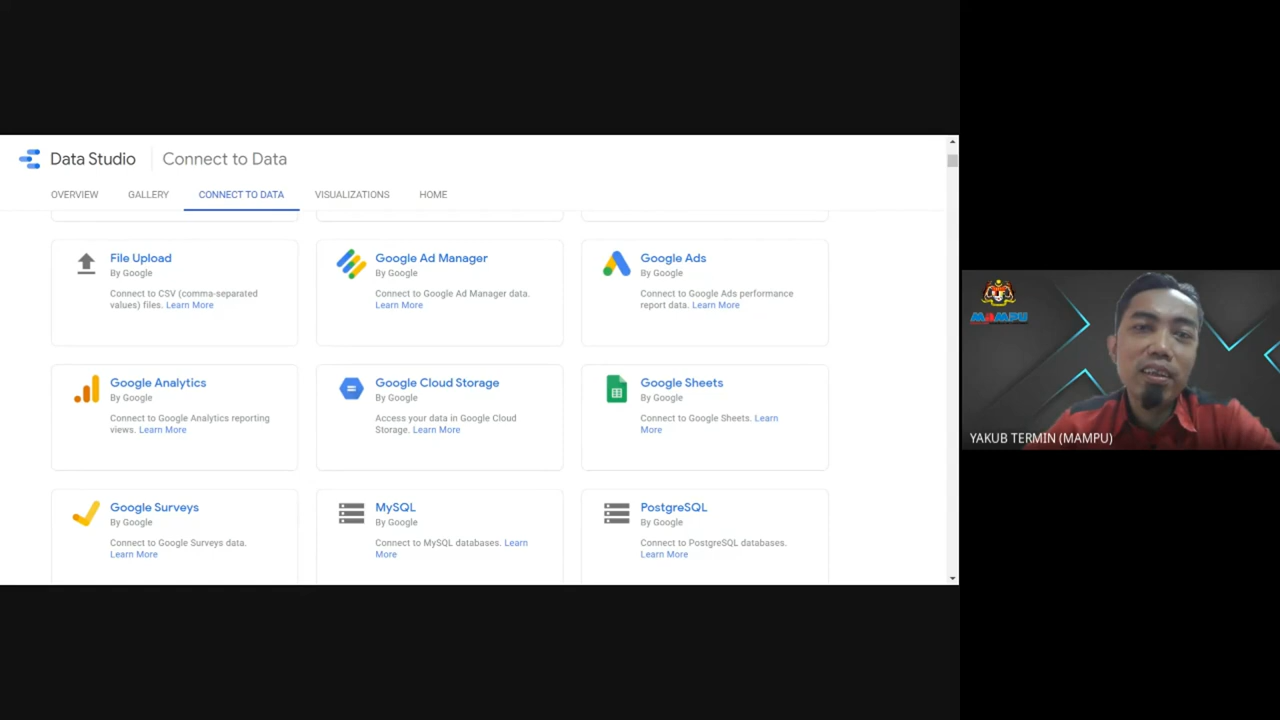 Data Studio
Connect to Data
OVERVIEW
GALLERY
CONNECT TO DATA
VISUALIZATIONS
HOME
File Upload
By Google
Connect to CSV (comma-separated
values) files. Learn More
Google Ad Manager
By Google
Connect to Google Ad Manager data.
Learn More
Google Ads
By Google
Connect to Google Ads performance
report data. Learn More
Google Analytics
By Google
Connect to Google Analytics reporting
views. Learn More
Google Cloud Storage
By Google
Access your data in Google Cloud
Storage. Learn More
Google Sheets
By Google
Connect to Google Sheets. Learn
More
Google Surveys
By Google
Connect to Google Surveys data.
Learn More
MySQL
By Google
Connect to MySQL databases. Learn
More
PostgreSQL
By Google
Connect to PostgreSQL databases.
Learn More
MAMPU
YAKUB TERMIN (MAMPU)